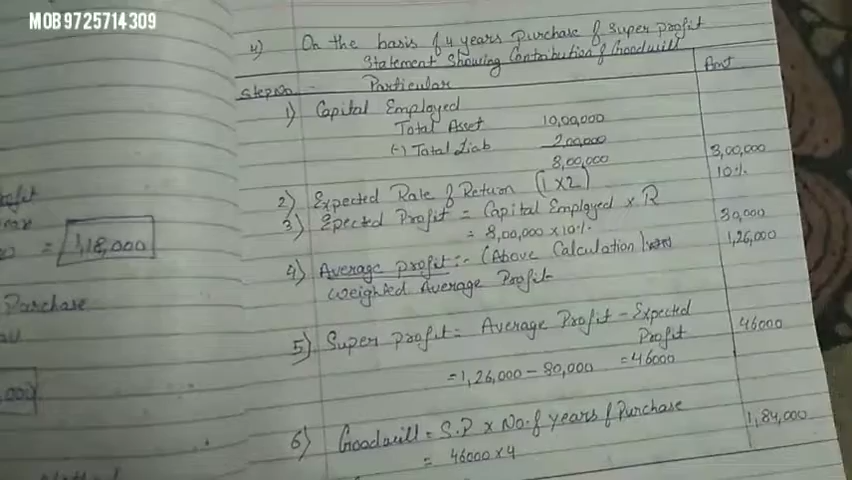 MOB 9725714309
4) On the basis of 4 years purchase of Super profit
Statement Showing Contribution of Goodwill
Step No. Particular Amt
1) Capital Employed
Total Asset 10,00,000
(-) Total Liab 200,000
8,00,000 8,00,000
2) Expected Rate of Return (1 X 2) 10%
3) Epected Profit = Capital Employed x R
= 8,00,000 x 10%. 80,000
4) Average profit:- (Above Calculation) 1,26,000
Weighted Average Profit
5) Super profit = Average Profit - Expected
Profit 46000
= 1,26,000 - 80,000 = 46000
6) Goodwill = S.P x No. of years of Purchase
= 46000 x 4 1,84,000
= 1,18,000
Purchase